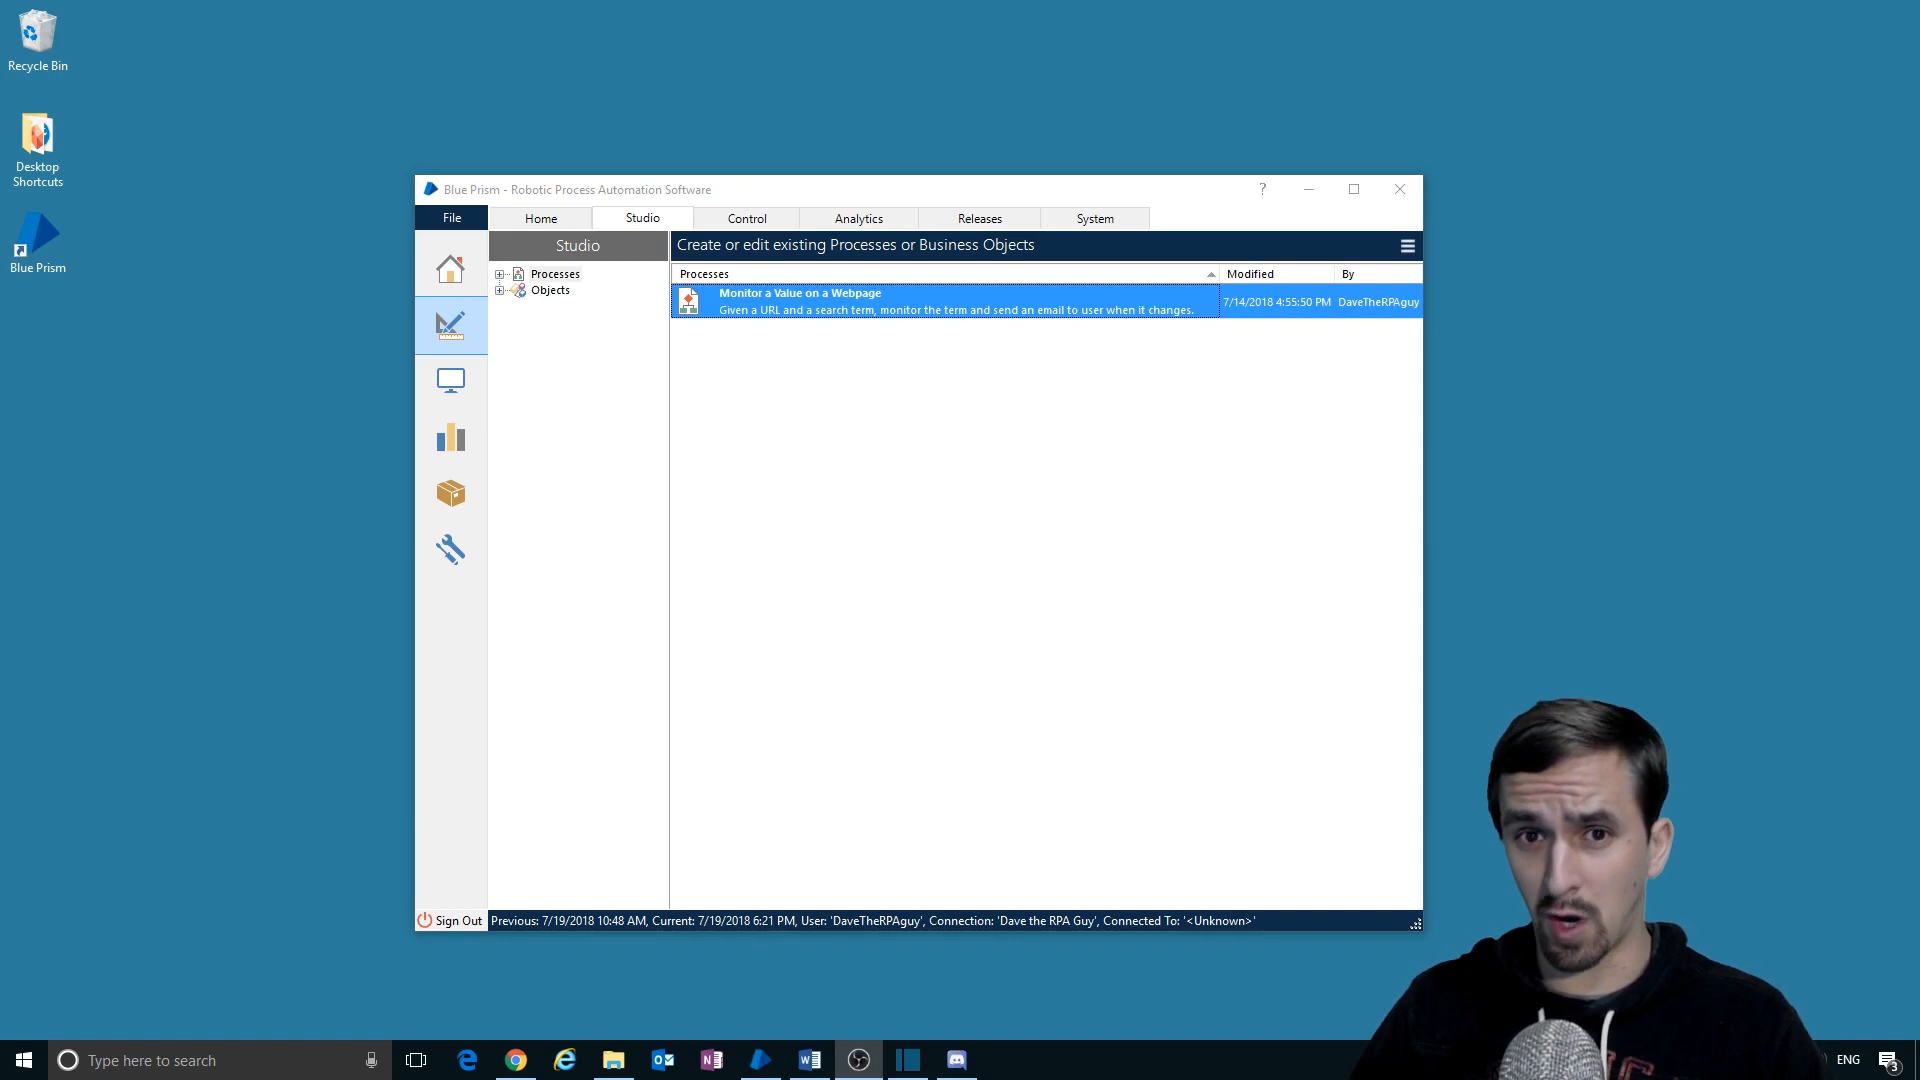 Recycle Bin
Desktop
Shortcuts
Blue Prism
Blue Prism - Robotic Process Automation Software
?
File
Home
Studio
Control
Analytics
Releases
System
Studio
Create or edit existing Processes or Business Objects
Processes
Objects
Processes
Modified
By
Monitor a Value on a Webpage
Given a URL and a search term, monitor the term and send an email to user when it changes.
7/14/2018 4:55:50 PM
DaveTheRPAguy
Sign Out
Previous: 7/19/2018 10:48 AM, Current: 7/19/2018 6:21 PM, User: 'DaveTheRPAguy', Connection: 'Dave the RPA Guy', Connected To: '<Unknown>'
Type here to search
ENG
3